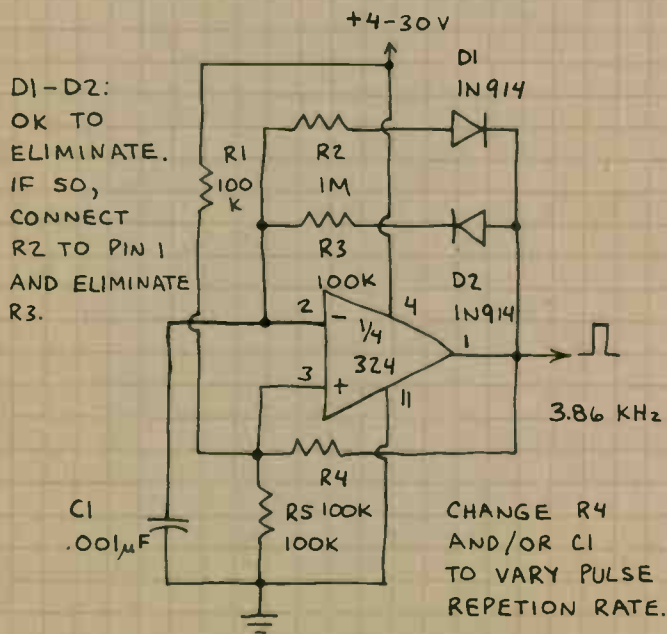 +4-30V
D1-D2:
OK TO
ELIMINATE.
IF SO,
CONNECT
R2 TO PIN 1
AND ELIMINATE
R3.
D1
1N914
R1
100
K
R2
1M
R3
100K
D2
1N914
2
-
4
1/4
324
1
3
+
11
3.86 KHz
R4
100K
R5
100K
C1
.001µF
CHANGE R4
AND/OR C1
TO VARY PULSE
REPETION RATE.